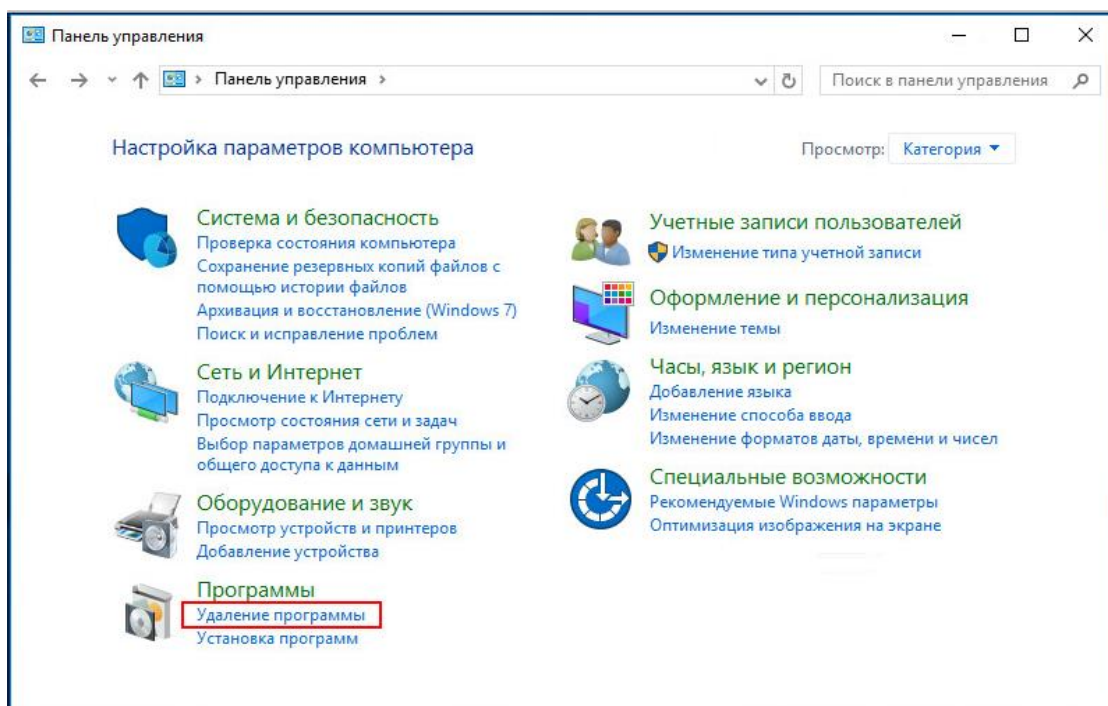 Панель управления
Панель управления
Поиск в панели управления
Настройка параметров компьютера
Просмотр: Категория
Система и безопасность
Проверка состояния компьютера
Сохранение резервных копий файлов с
помощью истории файлов
Архивация и восстановление (Windows 7)
Поиск и исправление проблем
Сеть и Интернет
Подключение к Интернету
Просмотр состояния сети и задач
Выбор параметров домашней группы и
общего доступа к данным
Оборудование и звук
Просмотр устройств и принтеров
Добавление устройства
Программы
Удаление программы
Установка программ
Учетные записи пользователей
Изменение типа учетной записи
Оформление и персонализация
Изменение темы
Часы, язык и регион
Добавление языка
Изменение способа ввода
Изменение форматов даты, времени и чисел
Специальные возможности
Рекомендуемые Windows параметры
Оптимизация изображения на экране